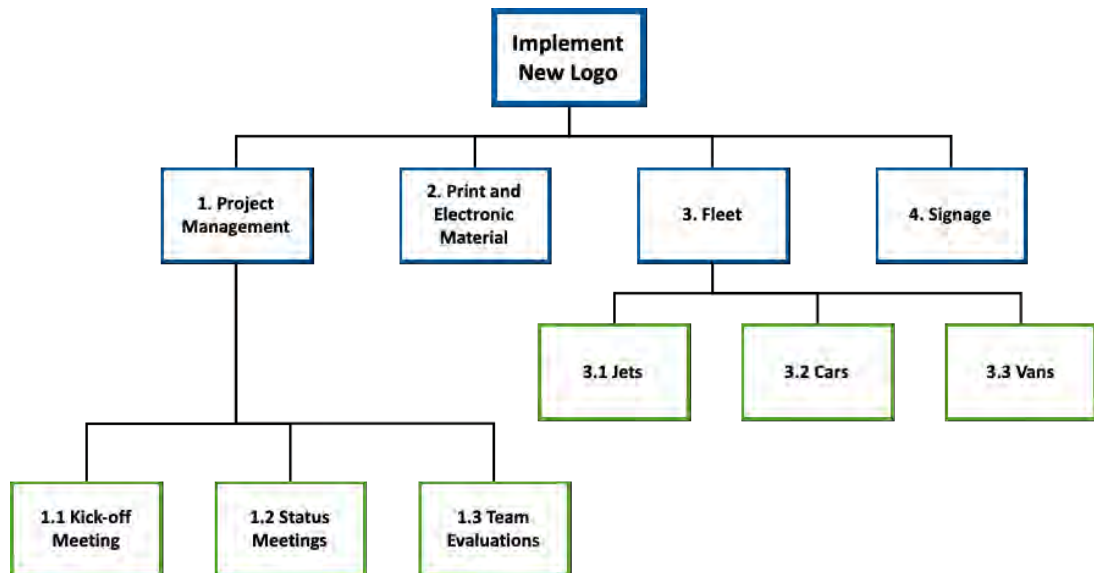 Implement
New Logo
1. Project
Management
2. Print and
Electronic
Material
3. Fleet
4. Signage
3.1 Jets
3.2 Cars
3.3 Vans
1.1 Kick-off
Meeting
1.2 Status
Meetings
1.3 Team
Evaluations